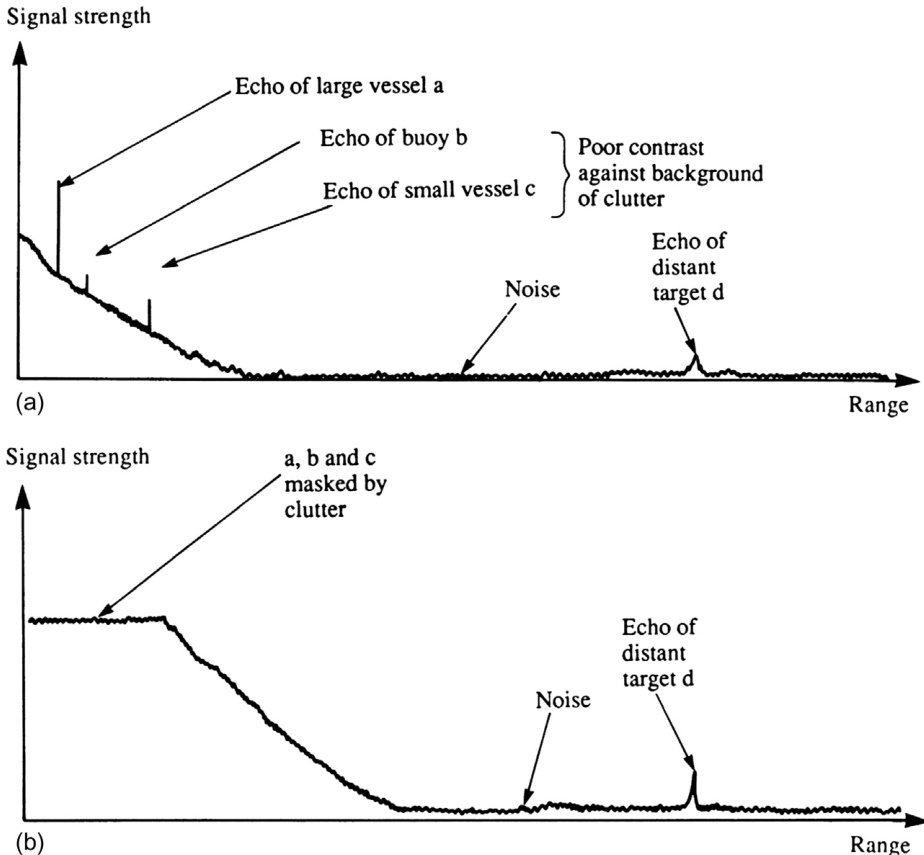 Signal strength
Echo of large vessel a
Echo of buoy b
Echo of small vessel c
Poor contrast
against background
of clutter
Echo of
distant
target d
Noise
(a)
Range
Signal strength
a, b and c
masked by
clutter
Echo of
distant
target d
Noise
(b)
Range